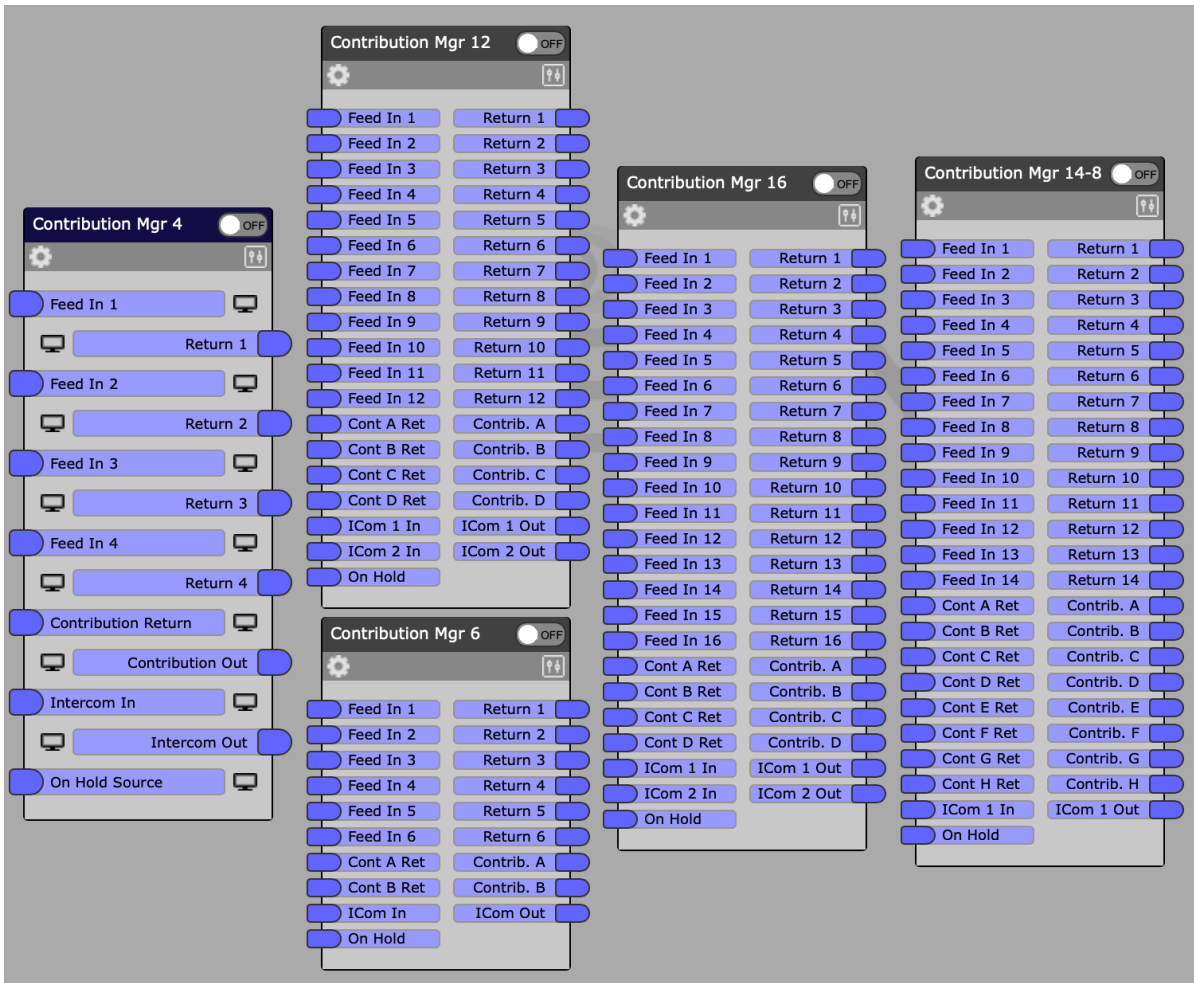 Contribution Mgr 4 OFF
Feed In 1
Return 1
Feed In 2
Return 2
Feed In 3
Return 3
Feed In 4
Return 4
Contribution Return
Contribution Out
Intercom In
Intercom Out
On Hold Source
Contribution Mgr 12 OFF
Feed In 1 Return 1
Feed In 2 Return 2
Feed In 3 Return 3
Feed In 4 Return 4
Feed In 5 Return 5
Feed In 6 Return 6
Feed In 7 Return 7
Feed In 8 Return 8
Feed In 9 Return 9
Feed In 10 Return 10
Feed In 11 Return 11
Feed In 12 Return 12
Cont A Ret Contrib. A
Cont B Ret Contrib. B
Cont C Ret Contrib. C
Cont D Ret Contrib. D
ICom 1 In ICom 1 Out
ICom 2 In ICom 2 Out
On Hold
Contribution Mgr 6 OFF
Feed In 1 Return 1
Feed In 2 Return 2
Feed In 3 Return 3
Feed In 4 Return 4
Feed In 5 Return 5
Feed In 6 Return 6
Cont A Ret Contrib. A
Cont B Ret Contrib. B
ICom In ICom Out
On Hold
Contribution Mgr 16 OFF
Feed In 1 Return 1
Feed In 2 Return 2
Feed In 3 Return 3
Feed In 4 Return 4
Feed In 5 Return 5
Feed In 6 Return 6
Feed In 7 Return 7
Feed In 8 Return 8
Feed In 9 Return 9
Feed In 10 Return 10
Feed In 11 Return 11
Feed In 12 Return 12
Feed In 13 Return 13
Feed In 14 Return 14
Feed In 15 Return 15
Feed In 16 Return 16
Cont A Ret Contrib. A
Cont B Ret Contrib. B
Cont C Ret Contrib. C
Cont D Ret Contrib. D
ICom 1 In ICom 1 Out
ICom 2 In ICom 2 Out
On Hold
Contribution Mgr 14-8 OFF
Feed In 1 Return 1
Feed In 2 Return 2
Feed In 3 Return 3
Feed In 4 Return 4
Feed In 5 Return 5
Feed In 6 Return 6
Feed In 7 Return 7
Feed In 8 Return 8
Feed In 9 Return 9
Feed In 10 Return 10
Feed In 11 Return 11
Feed In 12 Return 12
Feed In 13 Return 13
Feed In 14 Return 14
Cont A Ret Contrib. A
Cont B Ret Contrib. B
Cont C Ret Contrib. C
Cont D Ret Contrib. D
Cont E Ret Contrib. E
Cont F Ret Contrib. F
Cont G Ret Contrib. G
Cont H Ret Contrib. H
ICom 1 In ICom 1 Out
On Hold